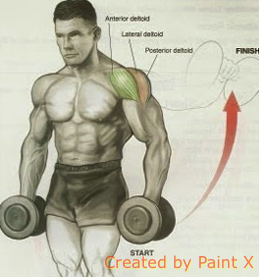 Anterior deltoid
Lateral deltoid
Posterior deltoid
FINISH
START
Created by Paint X